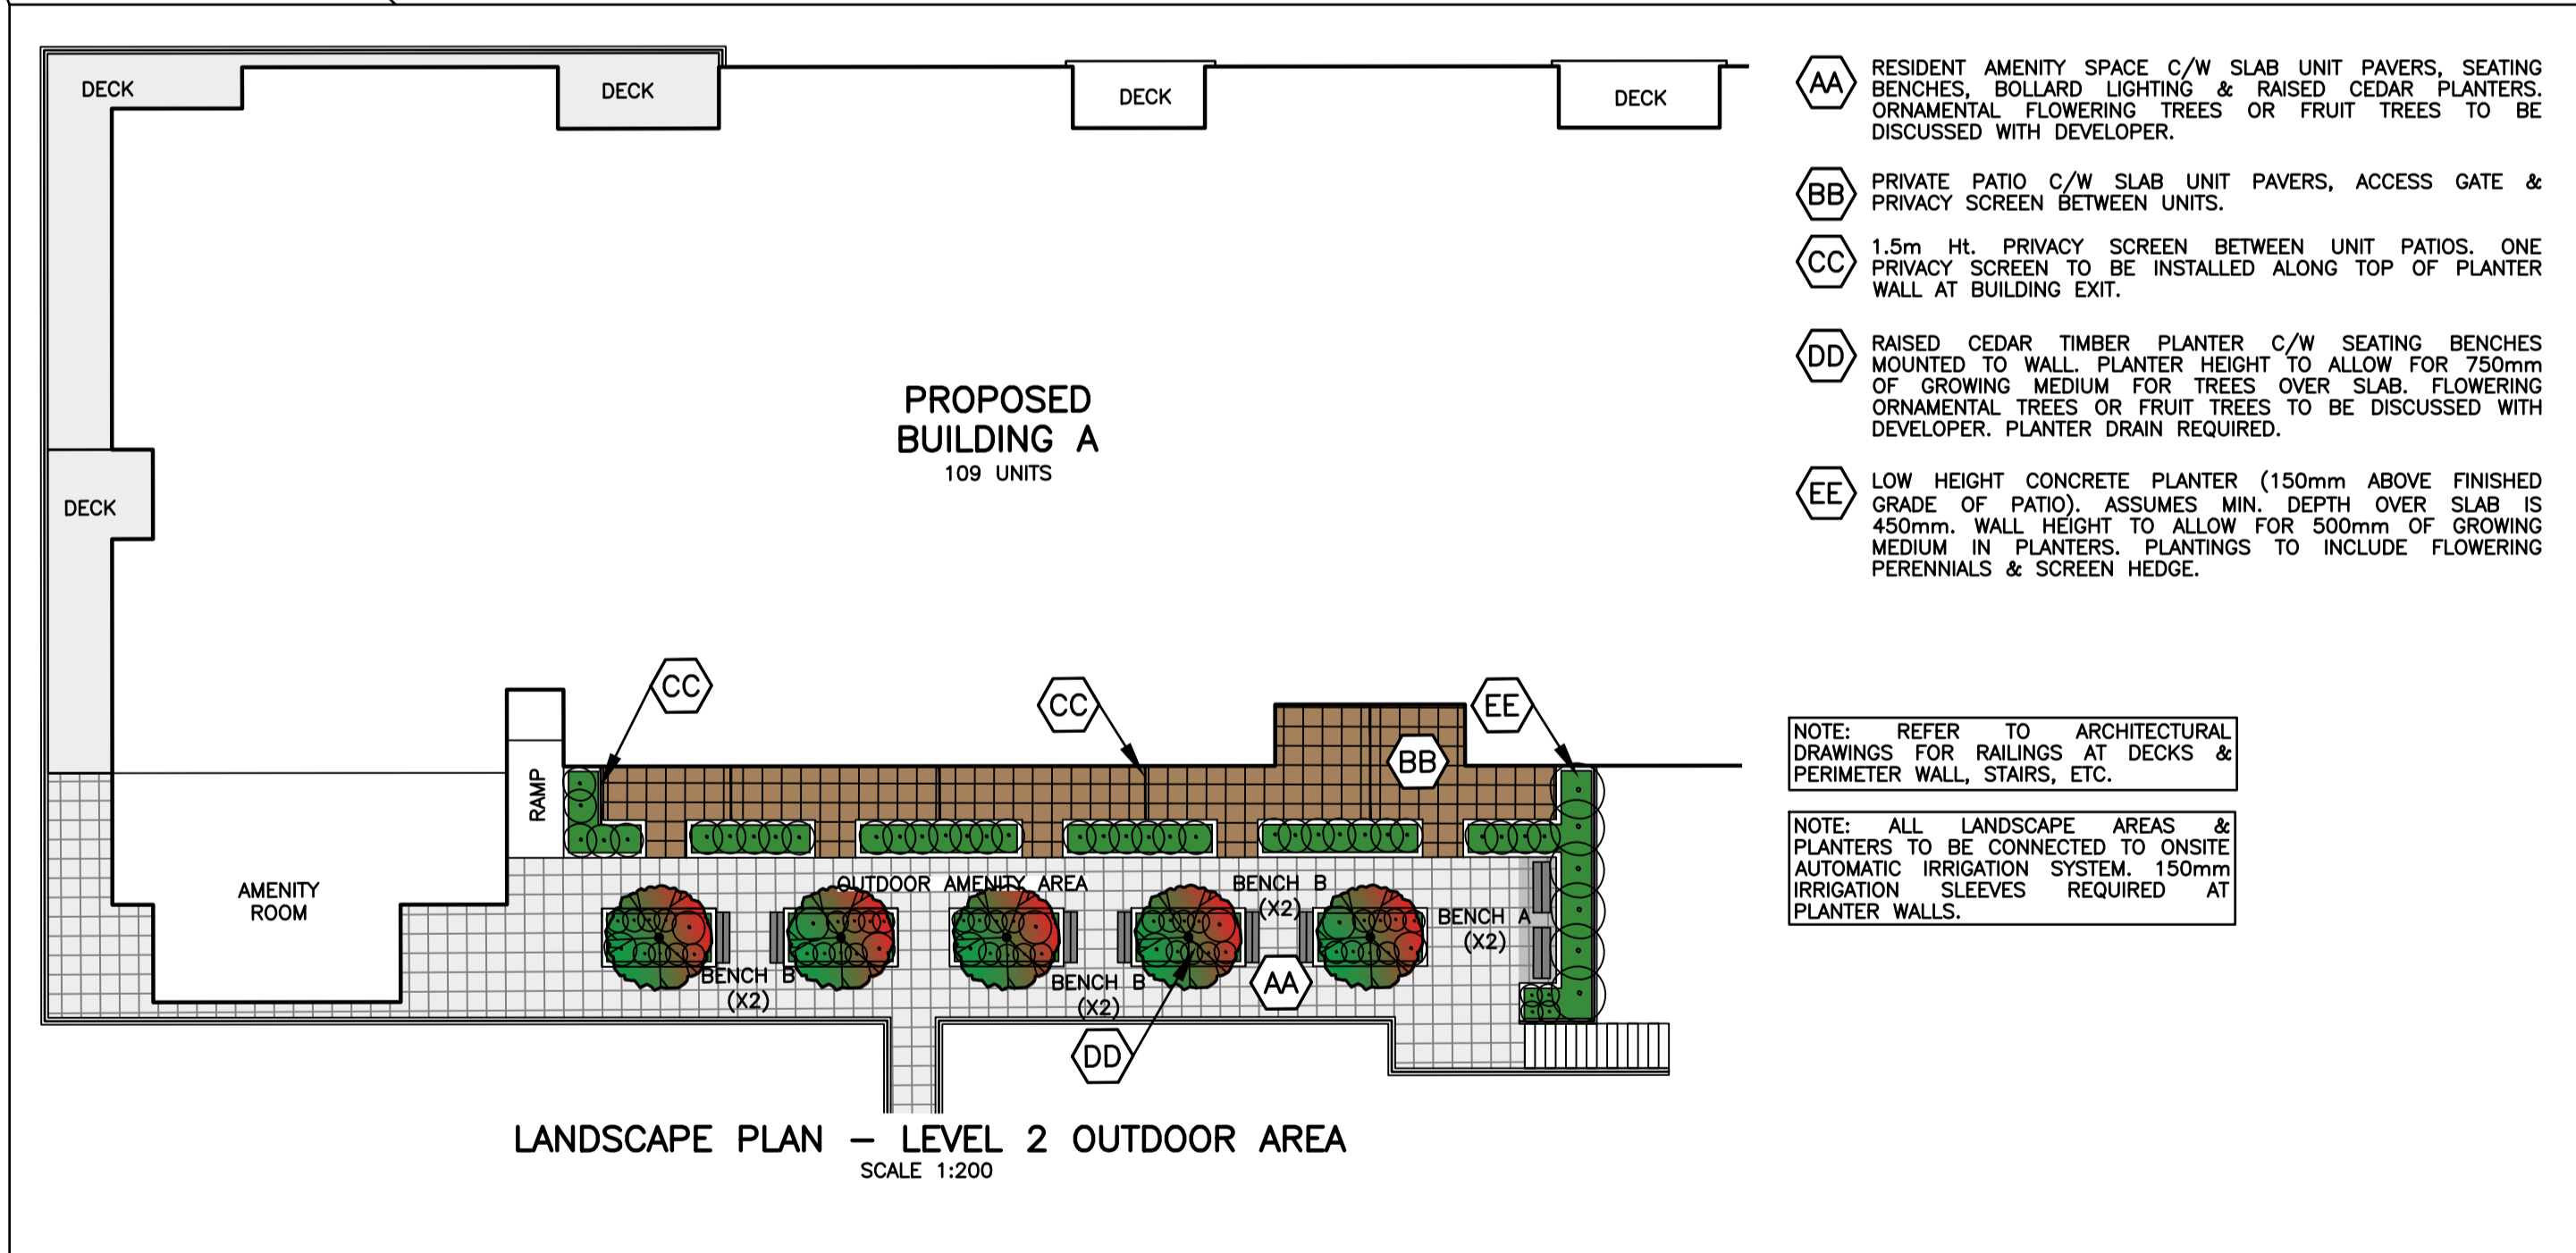 DECK
DECK
DECK
DECK
AA
RESIDENT AMENITY SPACE C/W SLAB UNIT PAVERS, SEATING
BENCHES, BOLLARD LIGHTING & RAISED CEDAR PLANTERS.
ORNAMENTAL FLOWERING TREES OR FRUIT TREES TO BE
DISCUSSED WITH DEVELOPER.
BB
PRIVATE PATIO C/W SLAB UNIT PAVERS, ACCESS GATE &
PRIVACY SCREEN BETWEEN UNITS.
CC
1.5m Ht. PRIVACY SCREEN BETWEEN UNIT PATIOS. ONE
PRIVACY SCREEN TO BE INSTALLED ALONG TOP OF PLANTER
WALL AT BUILDING EXIT.
DD
RAISED CEDAR TIMBER PLANTER C/W SEATING BENCHES
MOUNTED TO WALL. PLANTER HEIGHT TO ALLOW FOR 750mm
OF GROWING MEDIUM FOR TREES OVER SLAB. FLOWERING
ORNAMENTAL TREES OR FRUIT TREES TO BE DISCUSSED WITH
DEVELOPER. PLANTER DRAIN REQUIRED.
EE
LOW HEIGHT CONCRETE PLANTER (150mm ABOVE FINISHED
GRADE OF PATIO). ASSUMES MIN. DEPTH OVER SLAB IS
450mm. WALL HEIGHT TO ALLOW FOR 500mm OF GROWING
MEDIUM IN PLANTERS. PLANTINGS TO INCLUDE FLOWERING
PERENNIALS & SCREEN HEDGE.
PROPOSED
BUILDING A
109 UNITS
DECK
CC
CC
EE
BB
RAMP
NOTE: REFER TO ARCHITECTURAL
DRAWINGS FOR RAILINGS AT DECKS &
PERIMETER WALL, STAIRS, ETC.
NOTE: ALL LANDSCAPE AREAS &
PLANTERS TO BE CONNECTED TO ONSITE
AUTOMATIC IRRIGATION SYSTEM. 150mm
IRRIGATION SLEEVES REQUIRED AT
PLANTER WALLS.
AMENITY
ROOM
OUTDOOR AMENITY AREA
BENCH B
(X2)
BENCH A
(X2)
BENCH B
(X2)
BENCH B
(X2)
AA
DD
LANDSCAPE PLAN – LEVEL 2 OUTDOOR AREA
SCALE 1:200